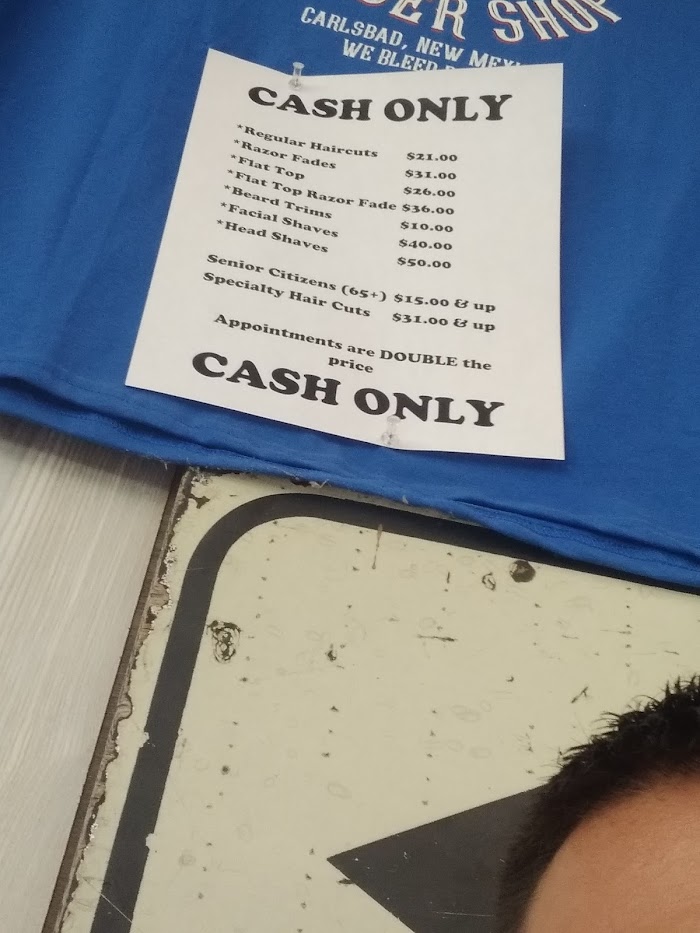 SHOP
CARLSBAD, NEW
WE BLEED
CASH ONLY
*Regular Haircuts $21.00
*Razor Fades $31.00
*Flat Top $26.00
*Flat Top Razor Fade $36.00
*Beard Trims $10.00
*Facial Shaves $40.00
*Head Shaves $50.00
Senior Citizens (65+) $15.00 & up
Specialty Hair Cuts $31.00 & up
Appointments are DOUBLE the
price
CASH ONLY